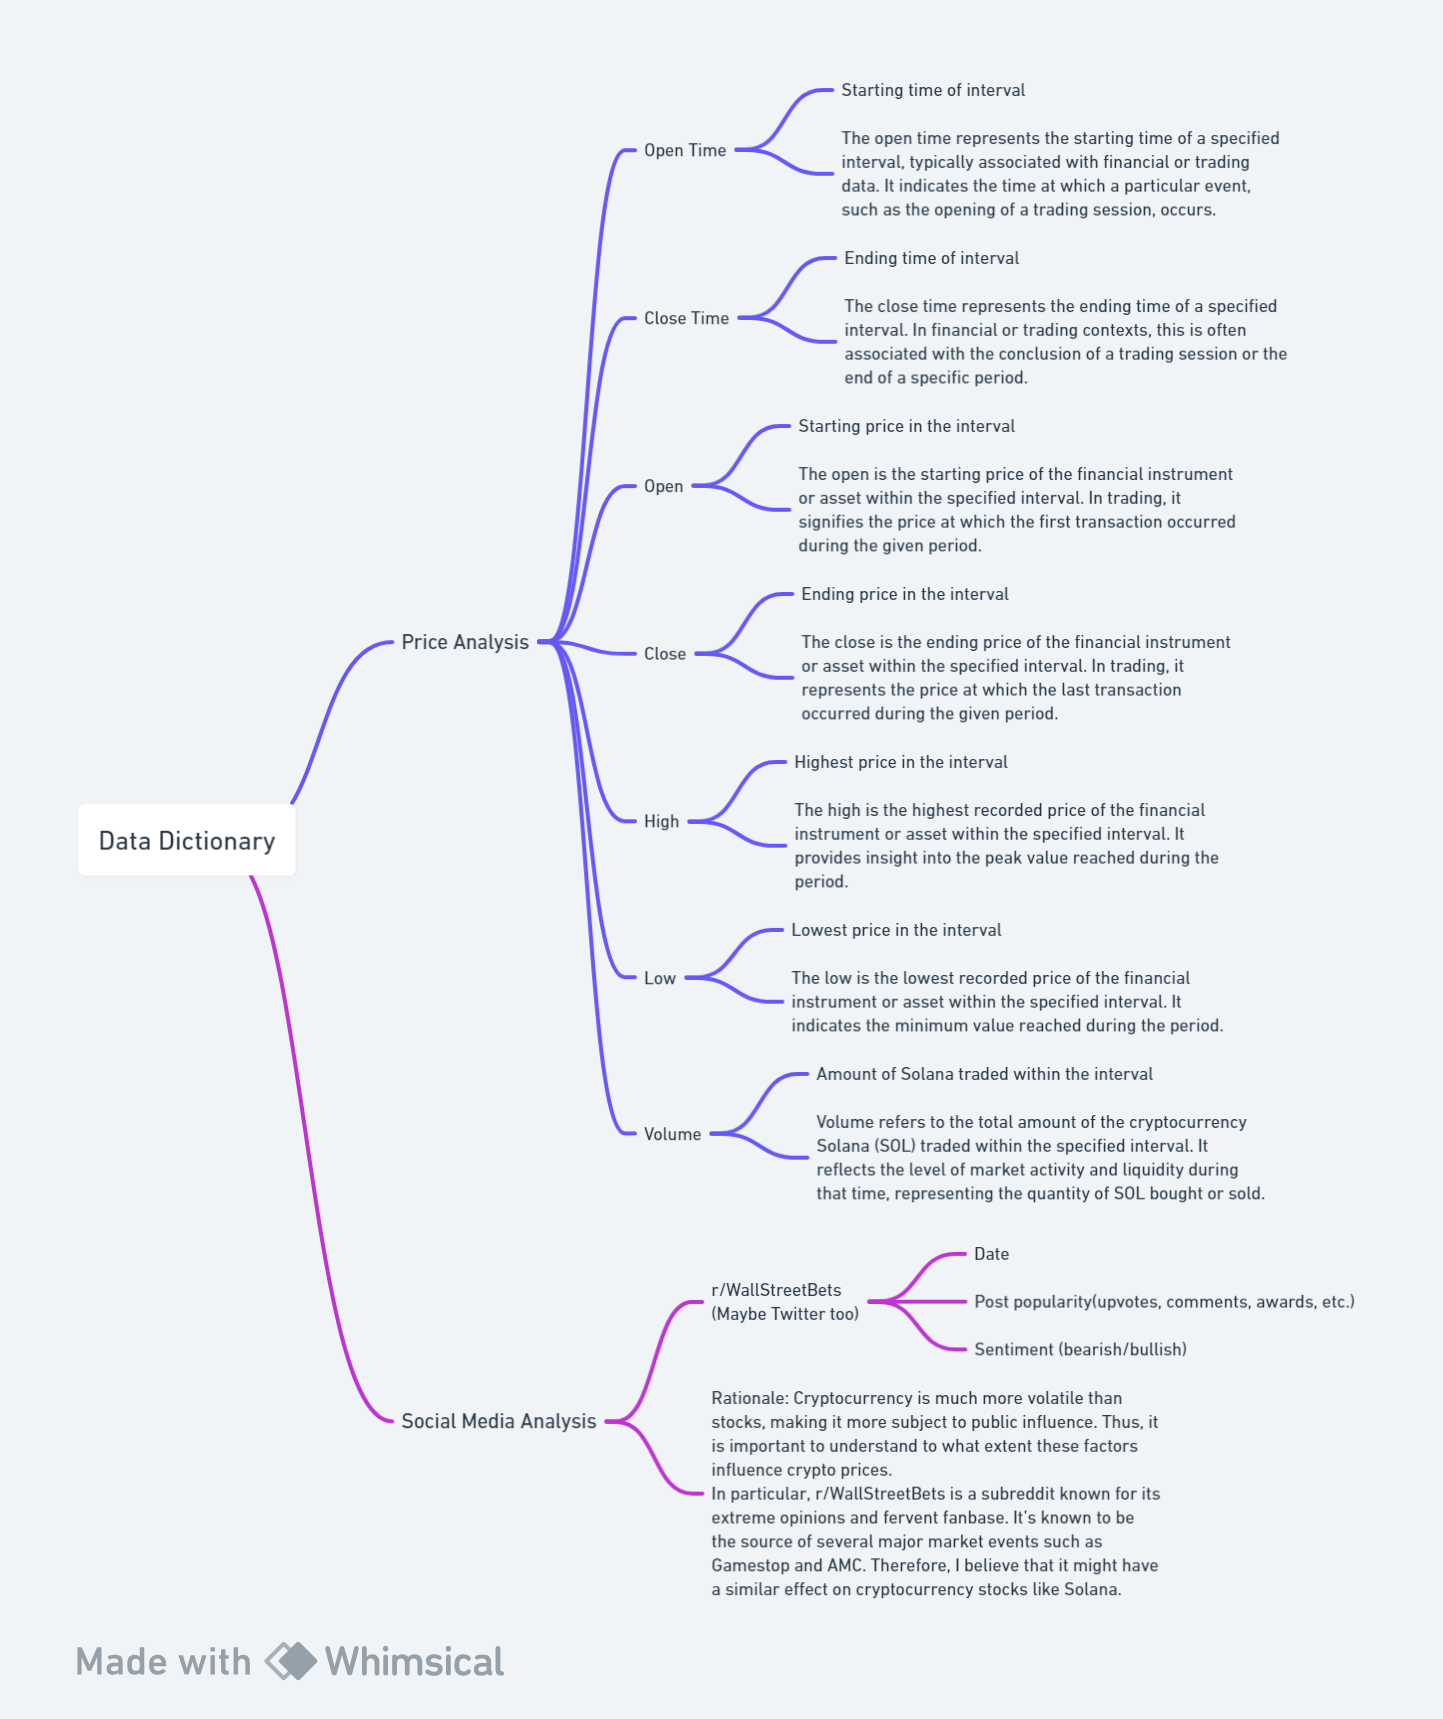 Starting time of interval
Open Time
The open time represents the starting time of a specified
interval, typically associated with financial or trading
data. It indicates the time at which a particular event,
such as the opening of a trading session, occurs.
Ending time of interval
Close Time
The close time represents the ending time of a specified
interval. In financial or trading contexts, this is often
associated with the conclusion of a trading session or the
end of a specific period.
Starting price in the interval
Open
The open is the starting price of the financial instrument
or asset within the specified interval. In trading, it
signifies the price at which the first transaction occurred
during the given period.
Ending price in the interval
Price Analysis
Close
The close is the ending price of the financial instrument
or asset within the specified interval. In trading, it
represents the price at which the last transaction
occurred during the given period.
Highest price in the interval
High
The high is the highest recorded price of the financial
instrument or asset within the specified interval. It
provides insight into the peak value reached during the
period.
Data Dictionary
Lowest price in the interval
Low
The low is the lowest recorded price of the financial
instrument or asset within the specified interval. It
indicates the minimum value reached during the period.
Amount of Solana traded within the interval
Volume
Volume refers to the total amount of the cryptocurrency
Solana (SOL) traded within the specified interval. It
reflects the level of market activity and liquidity during
that time, representing the quantity of SOL bought or sold.
Date
r/WallStreetBets
(Maybe Twitter too)
Post popularity(upvotes, comments, awards, etc.)
Sentiment (bearish/bullish)
Social Media Analysis
Rationale: Cryptocurrency is much more volatile than
stocks, making it more subject to public influence. Thus, it
is important to understand to what extent these factors
influence crypto prices.
In particular, r/WallStreetBets is a subreddit known for its
extreme opinions and fervent fanbase. It's known to be
the source of several major market events such as
Gamestop and AMC. Therefore, I believe that it might have
a similar effect on cryptocurrency stocks like Solana.
Made with Whimsical